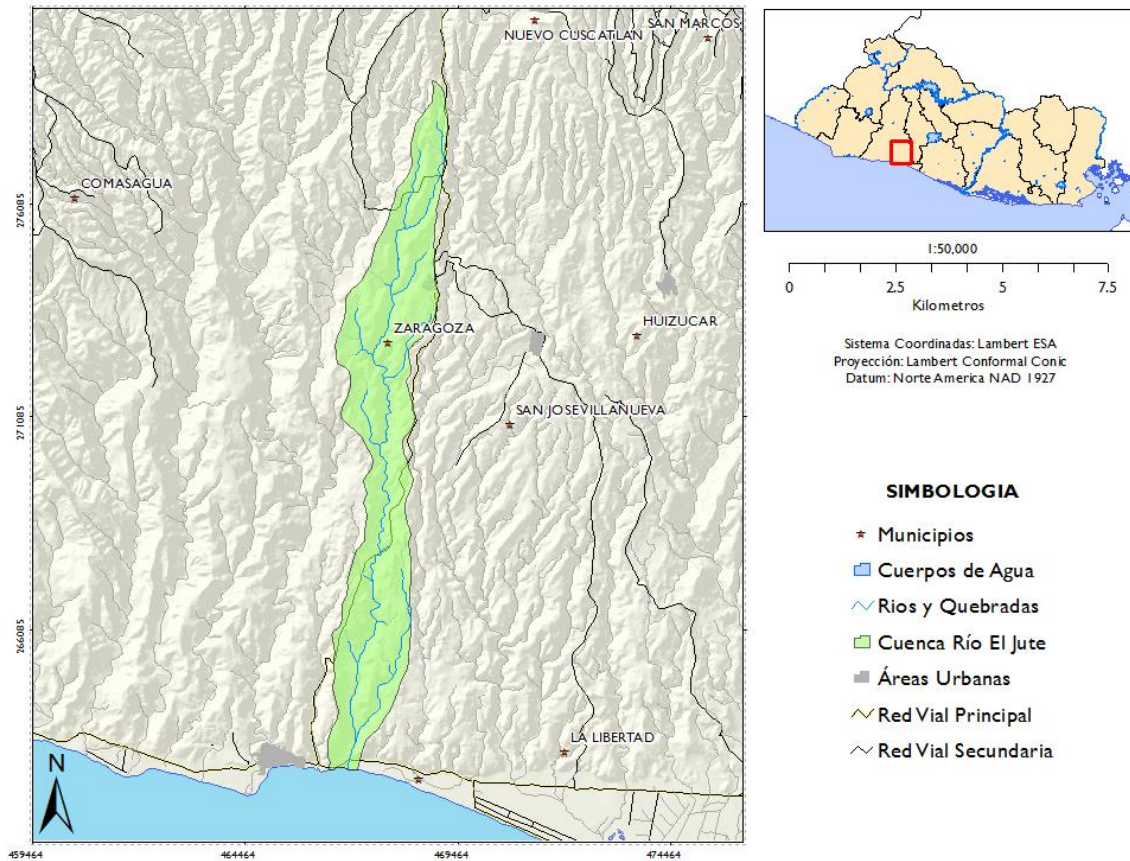 NUEVO CUSCATLAN
SAN MARCOS
COMASAGUA
ZARAGOZA
HUIZUCAR
SAN JOSEVILLANUEVA
LA LIBERTAD
N
276085
271085
266085
276085
271085
266085
459464
464464
469464
474464
1:50,000
0 2.5 5 7.5
Kilometros
Sistema Coordinadas: Lambert ESA
Proyección: Lambert Conformal Conic
Datum: Norte America NAD 1927
SIMBOLOGIA
Municipios
Cuerpos de Agua
Rios y Quebradas
Cuenca Río El Jute
Áreas Urbanas
Red Vial Principal
Red Vial Secundaria